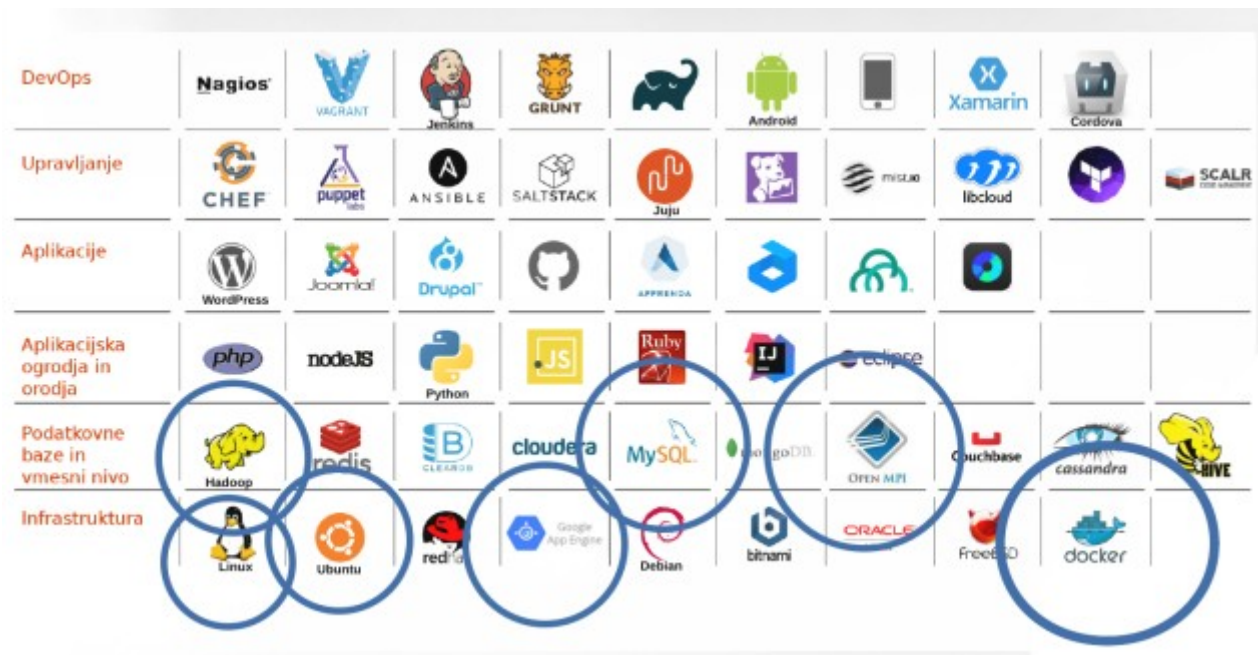 DevOps
Nagios
VAGRANT
Jenkins
GRUNT
Android
Xamarin
Cordova
Upravljanje
CHEF
puppet
labs
ANSIBLE
SALTSTACK
Juju
mist.io
libcloud
SCALR
Aplikacije
WordPress
Joomla!
Drupal
APPRENDA
Aplikacijska
ogrodja in
orodja
php
nodeJS
Python
.JS
Ruby
IJ
eclipse
Podatkovne
baze in
vmesni nivo
Hadoop
redis
CLEARDB
cloudera
MySQL
mongoDB
OPEN MPI
Couchbase
cassandra
HIVE
Infrastruktura
Linux
Ubuntu
redhat
Google
App Engine
Debian
bitnami
ORACLE
FreeBSD
docker